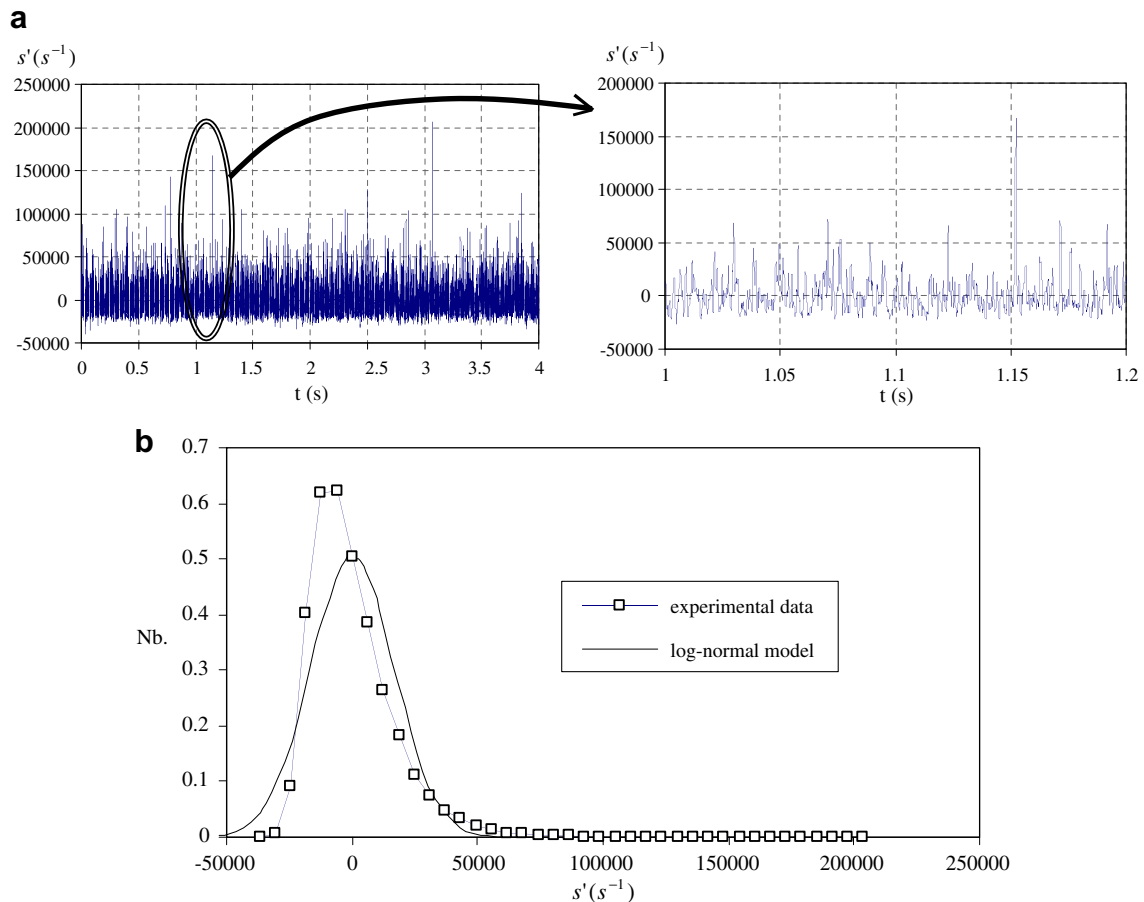 a
s'(s⁻¹)
250000
200000
150000
100000
50000
0
-50000
0 0.5 1 1.5 2 2.5 3 3.5 4
t (s)
s'(s⁻¹)
200000
150000
100000
50000
0
-50000
1 1.05 1.1 1.15 1.2
t (s)
b
0.7
0.6
0.5
0.4
0.3
0.2
0.1
0
Nb.
experimental data
log-normal model
-50000 0 50000 100000 150000 200000 250000
s'(s⁻¹)